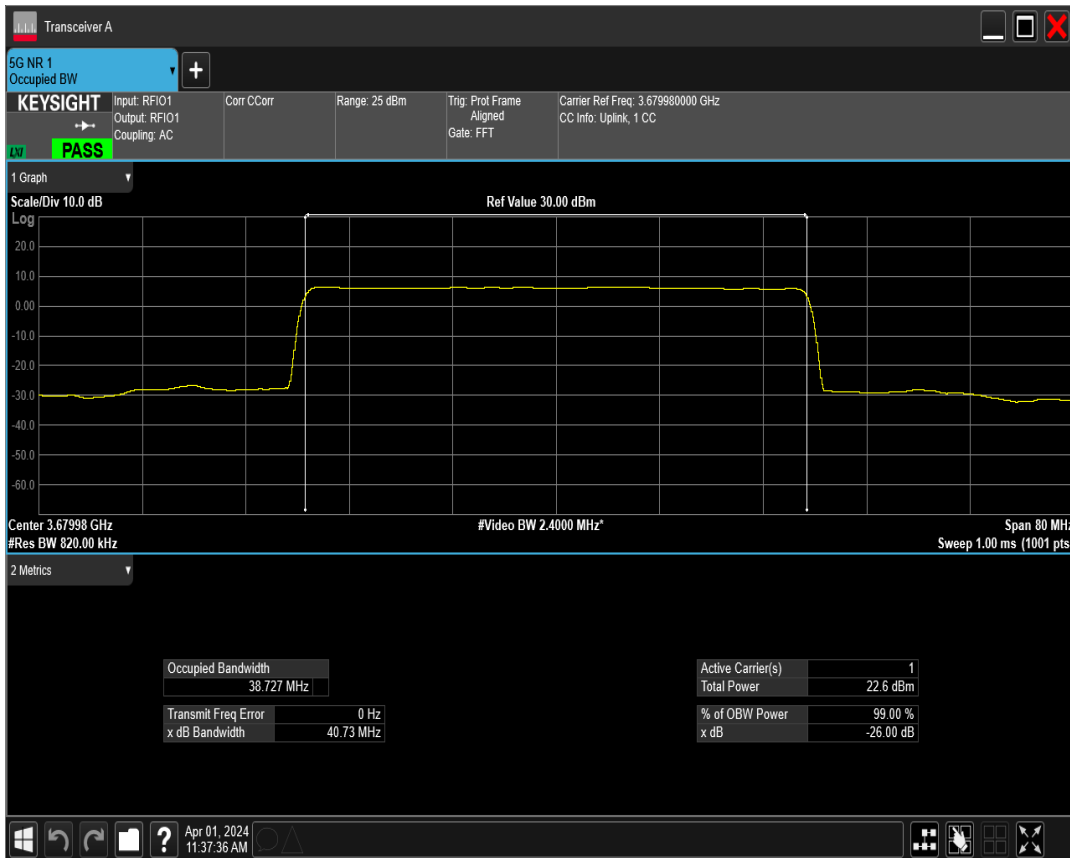 Transceiver A
5G NR 1
Occupied BW
KEYSIGHT
LXI
PASS
Input: RFIO1
Output: RFIO1
Coupling: AC
Corr CCorr
Range: 25 dBm
Trig: Prot Frame
Aligned
Gate: FFT
Carrier Ref Freq: 3.679980000 GHz
CC Info: Uplink, 1 CC
1 Graph
Scale/Div 10.0 dB
Ref Value 30.00 dBm
Log
20.0
10.0
0.00
-10.0
-20.0
-30.0
-40.0
-50.0
-60.0
Center 3.67998 GHz
#Video BW 2.4000 MHz*
Span 80 MHz
#Res BW 820.00 kHz
Sweep 1.00 ms (1001 pts
2 Metrics
Occupied Bandwidth
38.727 MHz
Transmit Freq Error 0 Hz
x dB Bandwidth 40.73 MHz
Active Carrier(s) 1
Total Power 22.6 dBm
% of OBW Power 99.00 %
x dB -26.00 dB
?
Apr 01, 2024
11:37:36 AM